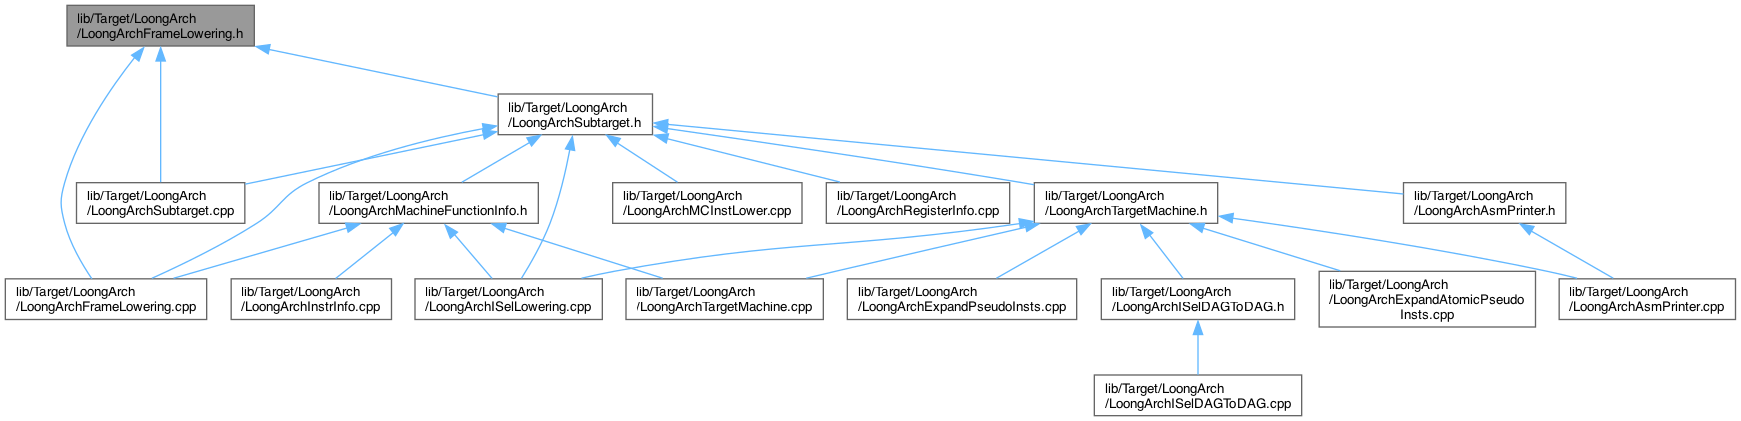 lib/Target/LoongArch
/LoongArchFrameLowering.h
lib/Target/LoongArch
/LoongArchSubtarget.h
lib/Target/LoongArch
/LoongArchSubtarget.cpp
lib/Target/LoongArch
/LoongArchMachineFunctionInfo.h
lib/Target/LoongArch
/LoongArchMCInstLower.cpp
lib/Target/LoongArch
/LoongArchRegisterInfo.cpp
lib/Target/LoongArch
/LoongArchTargetMachine.h
lib/Target/LoongArch
/LoongArchAsmPrinter.h
lib/Target/LoongArch
/LoongArchFrameLowering.cpp
lib/Target/LoongArch
/LoongArchInstrInfo.cpp
lib/Target/LoongArch
/LoongArchISelLowering.cpp
lib/Target/LoongArch
/LoongArchTargetMachine.cpp
lib/Target/LoongArch
/LoongArchExpandPseudoInsts.cpp
lib/Target/LoongArch
/LoongArchISelDAGToDAG.h
lib/Target/LoongArch
/LoongArchExpandAtomicPseudo
Insts.cpp
lib/Target/LoongArch
/LoongArchAsmPrinter.cpp
lib/Target/LoongArch
/LoongArchISelDAGToDAG.cpp